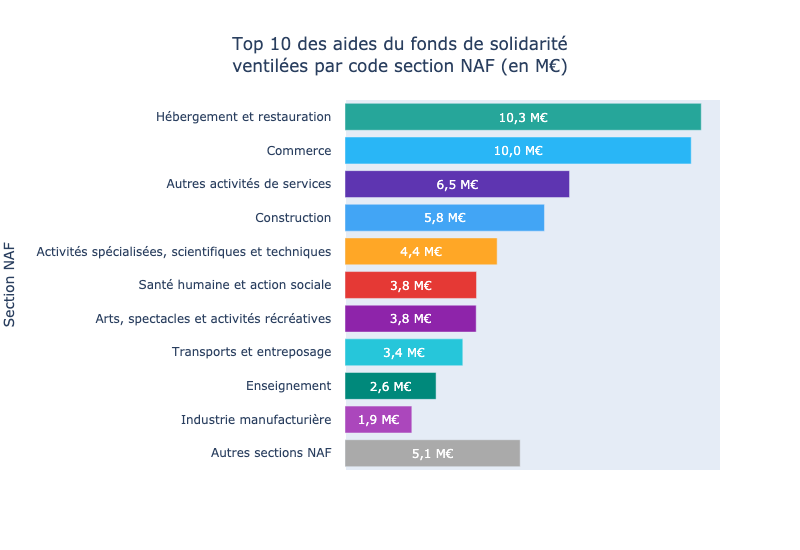 Top 10 des aides du fonds de solidarité
ventilées par code section NAF (en M€)
Section NAF
Hébergement et restauration 10,3 M€
Commerce 10,0 M€
Autres activités de services 6,5 M€
Construction 5,8 M€
Activités spécialisées, scientifiques et techniques 4,4 M€
Santé humaine et action sociale 3,8 M€
Arts, spectacles et activités récréatives 3,8 M€
Transports et entreposage 3,4 M€
Enseignement 2,6 M€
Industrie manufacturière 1,9 M€
Autres sections NAF 5,1 M€